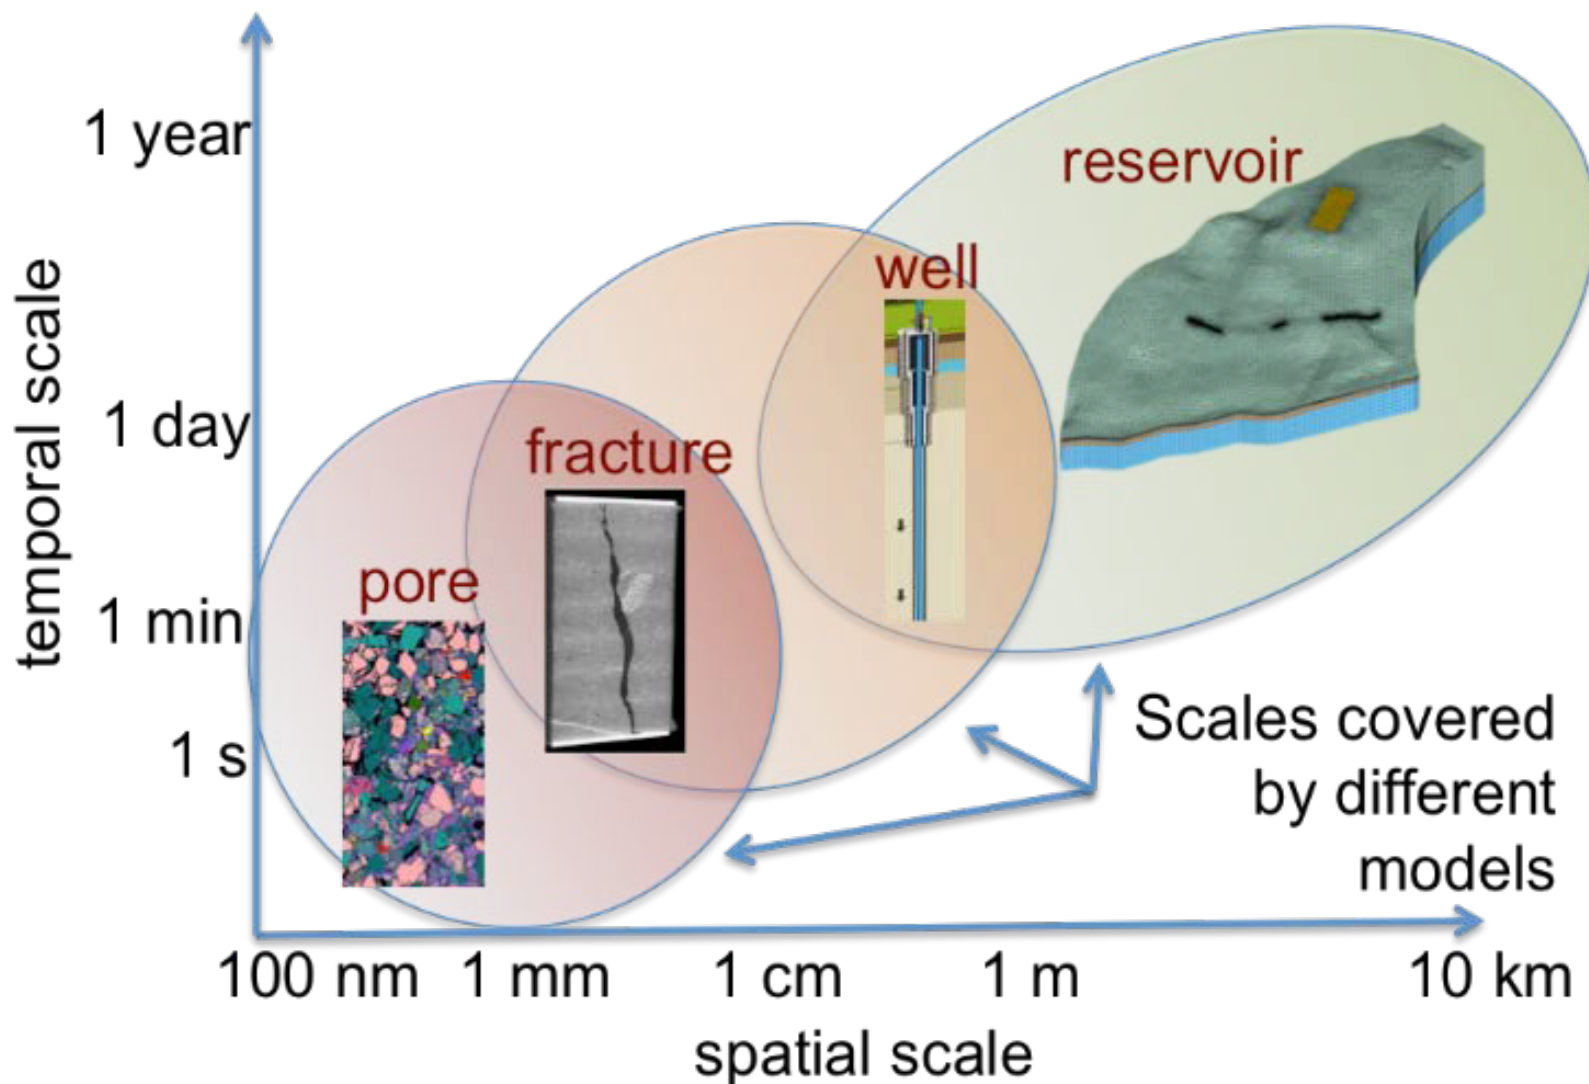 temporal scale
1 year
1 day
1 min
1 s
reservoir
well
fracture
pore
Scales covered
by different
models
100 nm
1 mm
1 cm
1 m
10 km
spatial scale